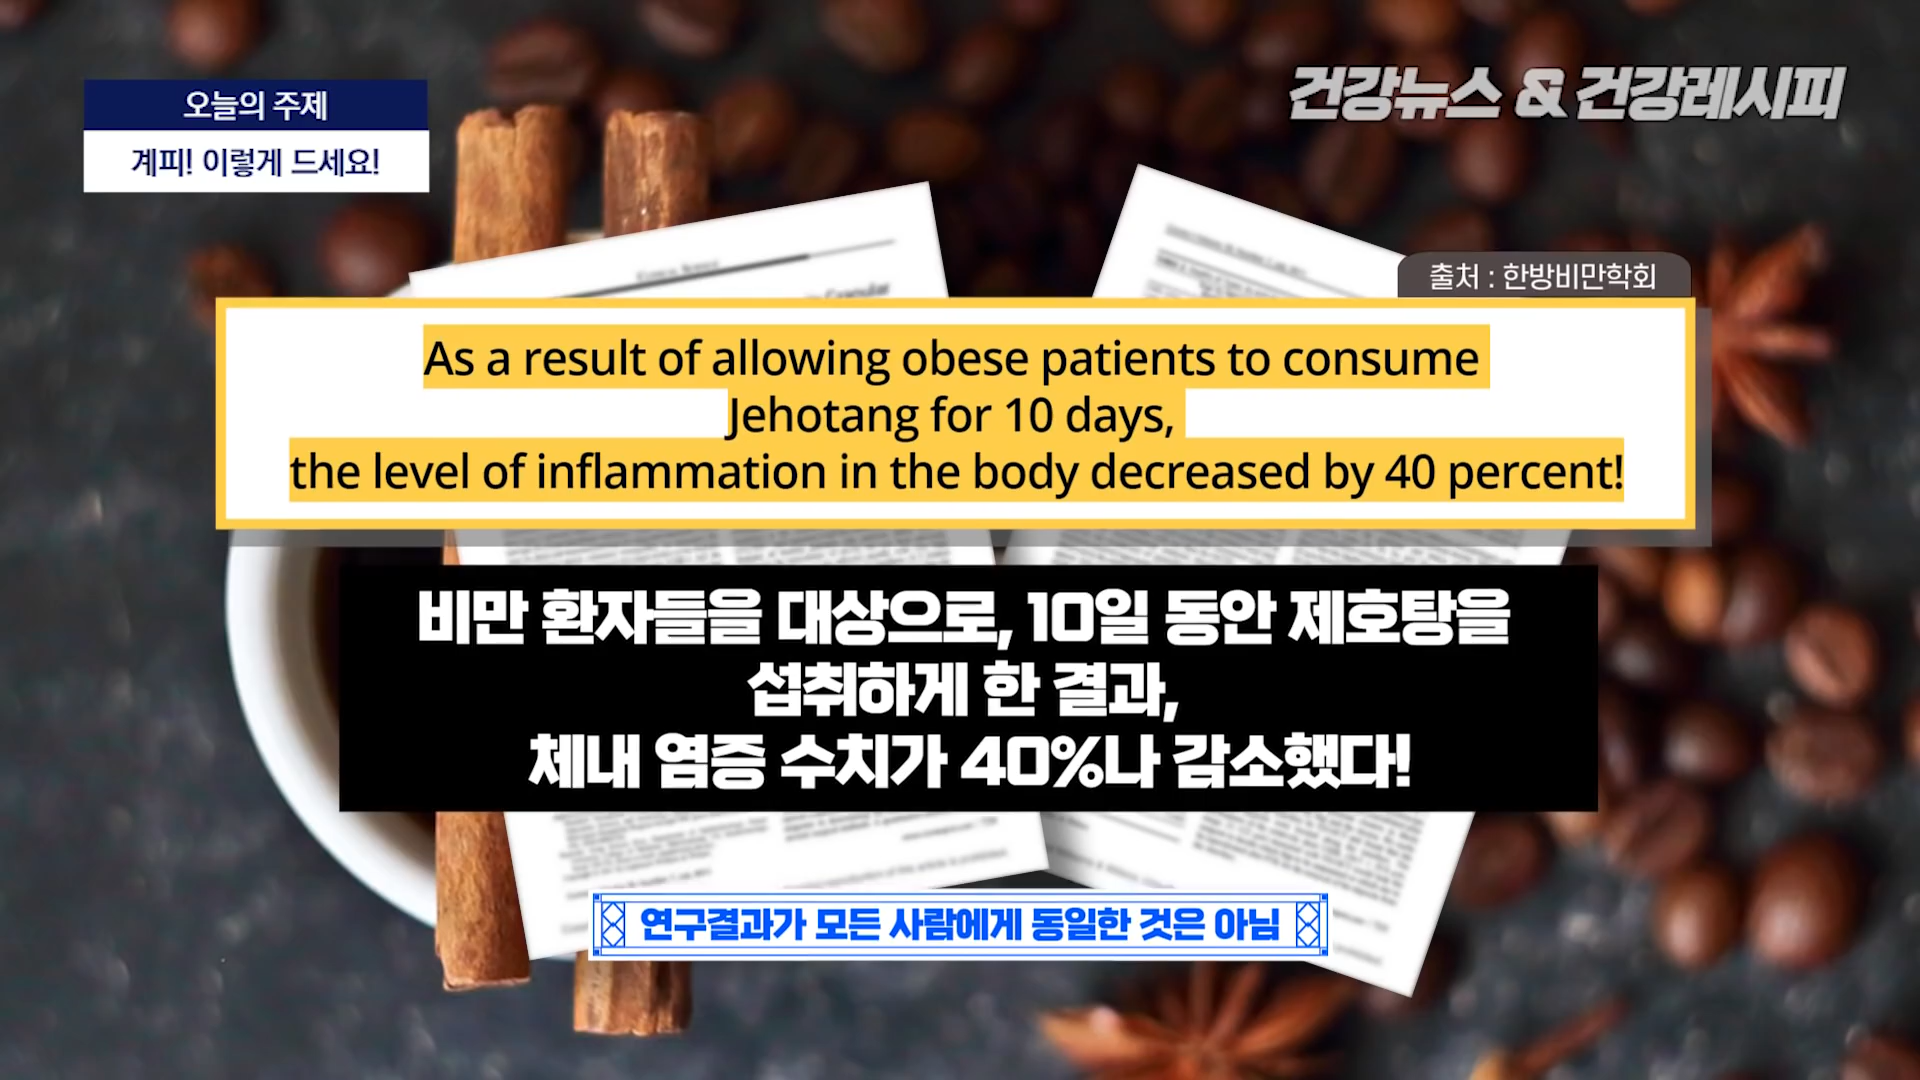 오늘의 주제
계피! 이렇게 드세요!
건강뉴스 & 건강레시피
출처 : 한방비만학회
As a result of allowing obese patients to consume
Jehotang for 10 days,
the level of inflammation in the body decreased by 40 percent!
비만 환자들을 대상으로, 10일 동안 제호탕을
섭취하게 한 결과,
체내 염증 수치가 40%나 감소했다!
연구결과가 모든 사람에게 동일한 것은 아님